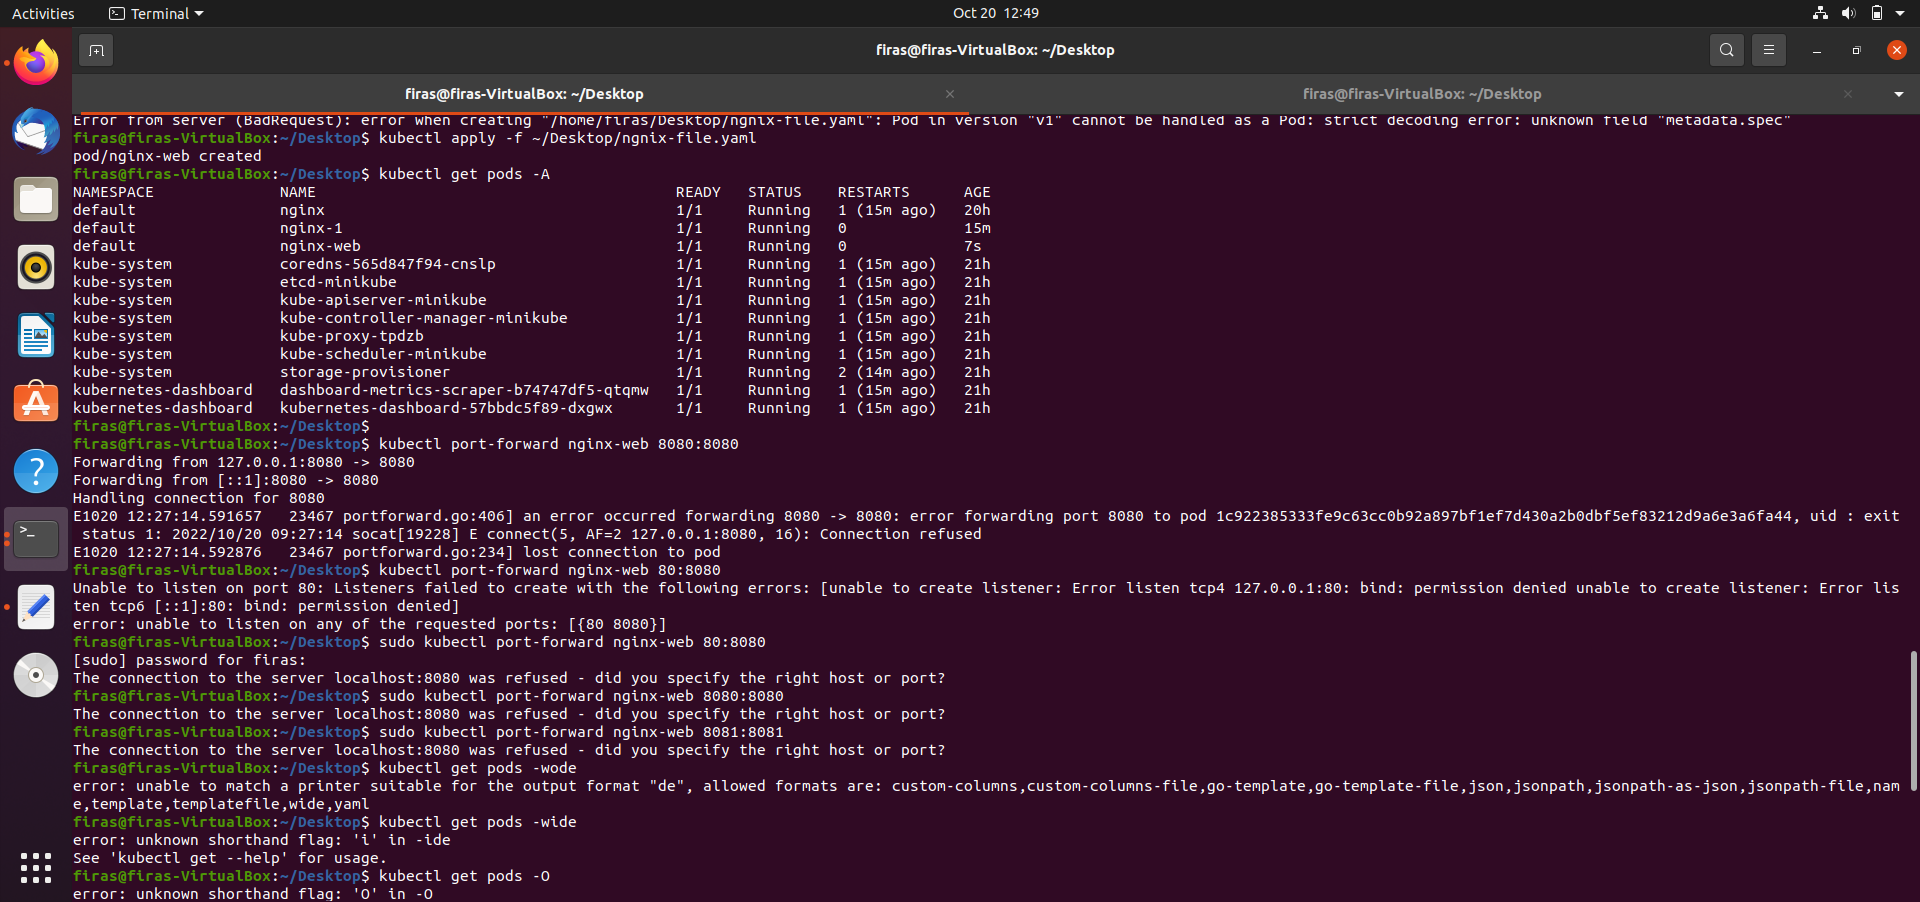 Activities
Terminal
Oct 20 12:49
firas@firas-VirtualBox: ~/Desktop
firas@firas-VirtualBox: ~/Desktop
firas@firas-VirtualBox: ~/Desktop
Error from server (BadRequest): error when creating "/home/firas/Desktop/ngnix-file.yaml": Pod in version "v1" cannot be handled as a Pod: strict decoding error: unknown field "metadata.spec"
firas@firas-VirtualBox:~/Desktop$ kubectl apply -f ~/Desktop/ngnix-file.yaml
pod/nginx-web created
firas@firas-VirtualBox:~/Desktop$ kubectl get pods -A
NAMESPACE NAME READY STATUS RESTARTS AGE
default nginx 1/1 Running 1 (15m ago) 20h
default nginx-1 1/1 Running 0 15m
default nginx-web 1/1 Running 0 7s
kube-system coredns-565d847f94-cnslp 1/1 Running 1 (15m ago) 21h
kube-system etcd-minikube 1/1 Running 1 (15m ago) 21h
kube-system kube-apiserver-minikube 1/1 Running 1 (15m ago) 21h
kube-system kube-controller-manager-minikube 1/1 Running 1 (15m ago) 21h
kube-system kube-proxy-tpdzb 1/1 Running 1 (15m ago) 21h
kube-system kube-scheduler-minikube 1/1 Running 1 (15m ago) 21h
kube-system storage-provisioner 1/1 Running 2 (14m ago) 21h
kubernetes-dashboard dashboard-metrics-scraper-b74747df5-qtqmw 1/1 Running 1 (15m ago) 21h
kubernetes-dashboard kubernetes-dashboard-57bbdc5f89-dxgwx 1/1 Running 1 (15m ago) 21h
firas@firas-VirtualBox:~/Desktop$
firas@firas-VirtualBox:~/Desktop$ kubectl port-forward nginx-web 8080:8080
Forwarding from 127.0.0.1:8080 -> 8080
Forwarding from [::1]:8080 -> 8080
Handling connection for 8080
E1020 12:27:14.591657 23467 portforward.go:406] an error occurred forwarding 8080 -> 8080: error forwarding port 8080 to pod 1c922385333fe9c63cc0b92a897bf1ef7d430a2b0dbf5ef83212d9a6e3a6fa44, uid : exit
status 1: 2022/10/20 09:27:14 socat[19228] E connect(5, AF=2 127.0.0.1:8080, 16): Connection refused
E1020 12:27:14.592876 23467 portforward.go:234] lost connection to pod
firas@firas-VirtualBox:~/Desktop$ kubectl port-forward nginx-web 80:8080
Unable to listen on port 80: Listeners failed to create with the following errors: [unable to create listener: Error listen tcp4 127.0.0.1:80: bind: permission denied unable to create listener: Error lis
ten tcp6 [::1]:80: bind: permission denied]
error: unable to listen on any of the requested ports: [{80 8080}]
firas@firas-VirtualBox:~/Desktop$ sudo kubectl port-forward nginx-web 80:8080
[sudo] password for firas:
The connection to the server localhost:8080 was refused - did you specify the right host or port?
firas@firas-VirtualBox:~/Desktop$ sudo kubectl port-forward nginx-web 8080:8080
The connection to the server localhost:8080 was refused - did you specify the right host or port?
firas@firas-VirtualBox:~/Desktop$ sudo kubectl port-forward nginx-web 8081:8081
The connection to the server localhost:8080 was refused - did you specify the right host or port?
firas@firas-VirtualBox:~/Desktop$ kubectl get pods -wode
error: unable to match a printer suitable for the output format "de", allowed formats are: custom-columns,custom-columns-file,go-template,go-template-file,json,jsonpath,jsonpath-as-json,jsonpath-file,nam
e,template,templatefile,wide,yaml
firas@firas-VirtualBox:~/Desktop$ kubectl get pods -wide
error: unknown shorthand flag: 'i' in -ide
See 'kubectl get --help' for usage.
firas@firas-VirtualBox:~/Desktop$ kubectl get pods -O
error: unknown shorthand flag: 'O' in -O